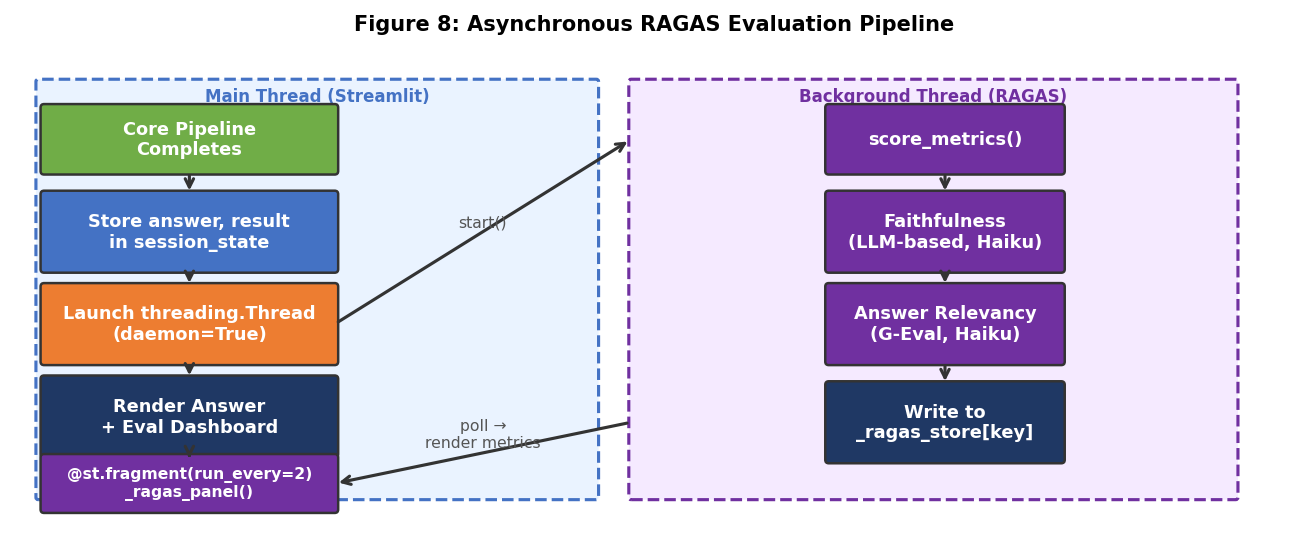 Figure 8: Asynchronous RAGAS Evaluation Pipeline
Main Thread (Streamlit)
Core Pipeline
Completes
Store answer, result
in session_state
Launch threading.Thread
(daemon=True)
Render Answer
+ Eval Dashboard
@st.fragment(run_every=2)
_ragas_panel()
start()
poll →
render metrics
Background Thread (RAGAS)
score_metrics()
Faithfulness
(LLM-based, Haiku)
Answer Relevancy
(G-Eval, Haiku)
Write to
_ragas_store[key]